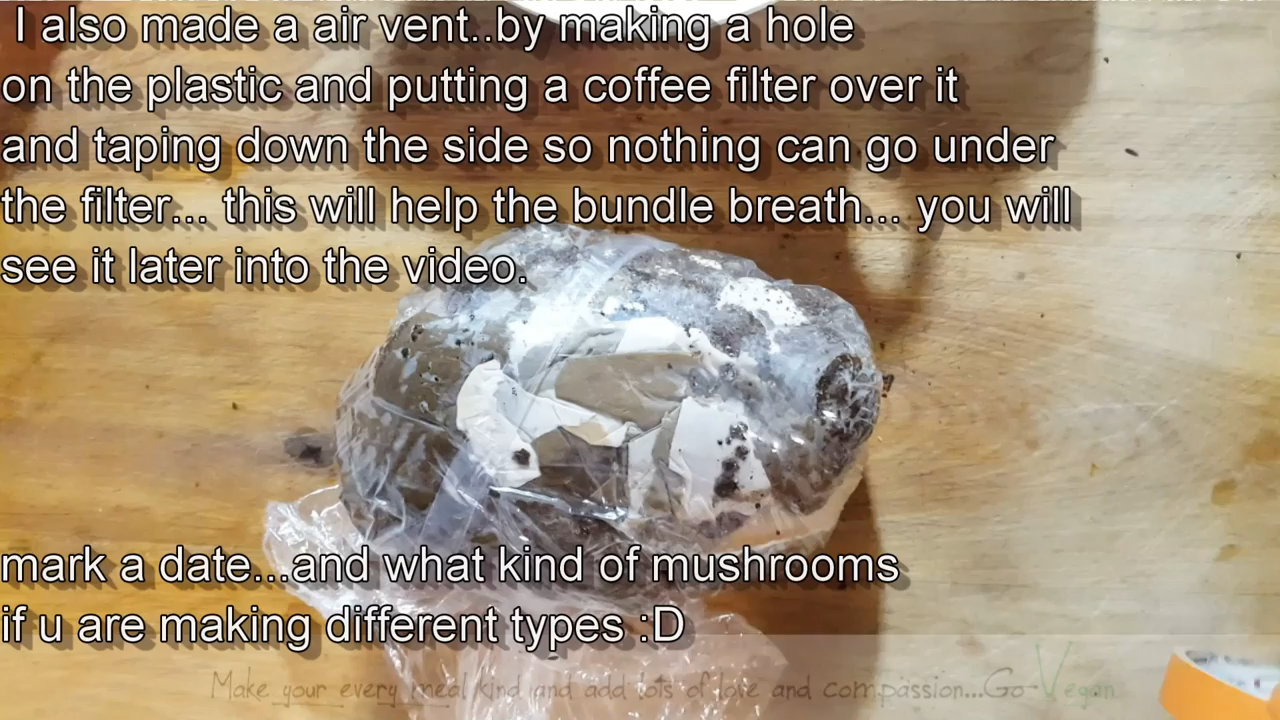 I also made a air vent..by making a hole
on the plastic and putting a coffee filter over it
and taping down the side so nothing can go under
the filter... this will help the bundle breath... you will
see it later into the video.
mark a date...and what kind of mushrooms
if u are making different types :D
Make your every meal kind and add lots of love and compassion...Go Vegan